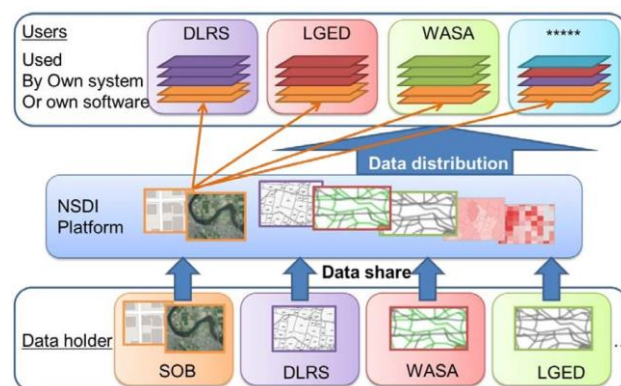 Users
Used
By Own system
Or own software
DLRS
LGED
WASA
*****
Data distribution
NSDI
Platform
Data share
Data holder
SOB
DLRS
WASA
LGED
...